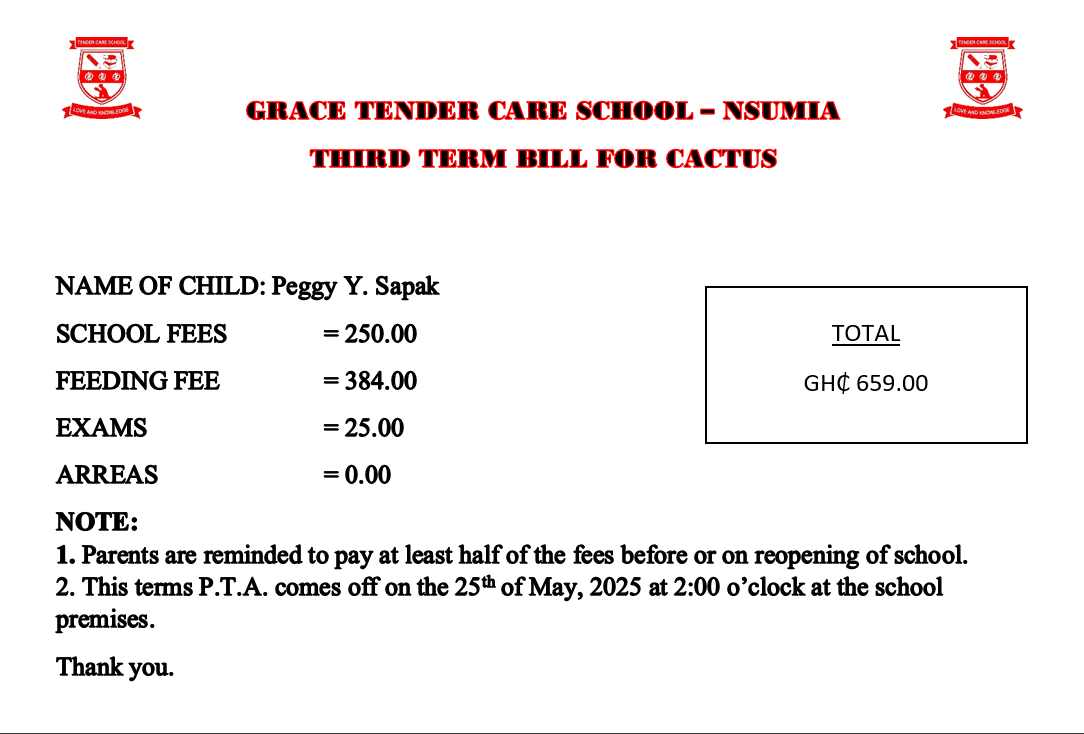 TENDER CARE SCHOOL
LOVE AND KNOWLEDGE
TENDER CARE SCHOOL
LOVE AND KNOWLEDGE
GRACE TENDER CARE SCHOOL – NSUMIA
THIRD TERM BILL FOR CACTUS
NAME OF CHILD: Peggy Y. Sapak
SCHOOL FEES = 250.00
FEEDING FEE = 384.00
EXAMS = 25.00
ARREAS = 0.00
TOTAL
GH₵ 659.00
NOTE:
1. Parents are reminded to pay at least half of the fees before or on reopening of school.
2. This terms P.T.A. comes off on the 25th of May, 2025 at 2:00 o’clock at the school
premises.
Thank you.